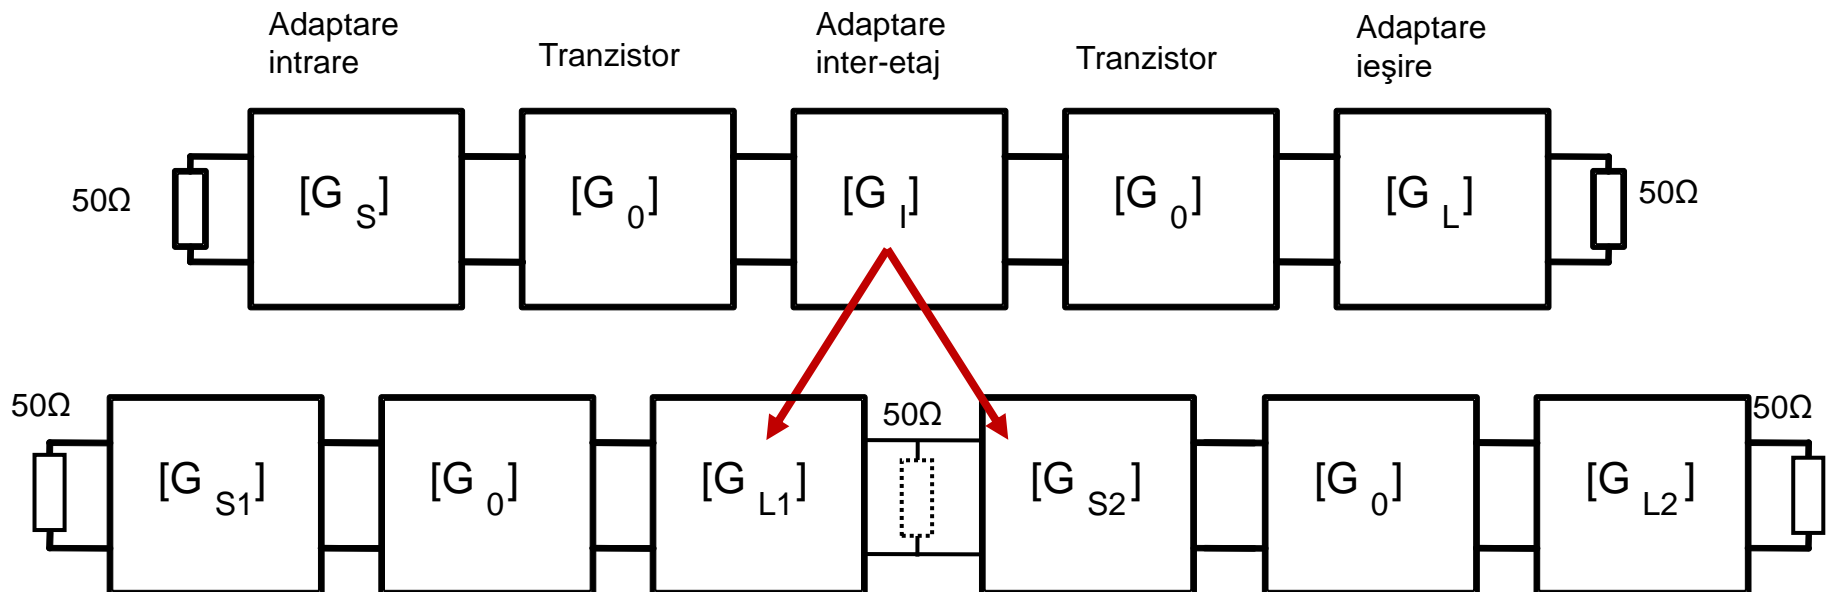 Adaptare
intrare
Tranzistor
Adaptare
inter-etaj
Tranzistor
Adaptare
ieşire
50Ω
[G S]
[G 0]
[G I]
[G 0]
[G L]
50Ω
50Ω
[G S1]
[G 0]
[G L1]
50Ω
[G S2]
[G 0]
[G L2]
50Ω